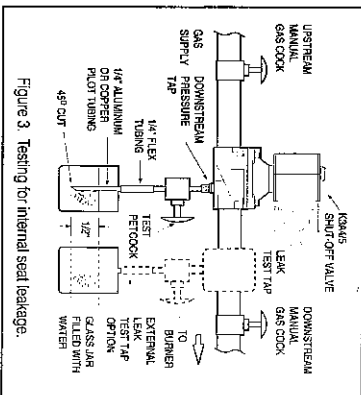 UPSTREAM
MANUAL
GAS COCK
K3A4/5
SHUT-OFF VALVE
DOWNSTREAM
MANUAL
GAS COCK
GAS
SUPPLY
DOWNSTREAM
PRESSURE
TAP
LEAK
TEST TAP
1/4" FLEX
TUBING
TEST
PETCOCK
TO
BURNER
1/4" ALUMINUM
OR COPPER
PILOT TUBING
45° CUT
1/2"
EXTERNAL
LEAK
TEST TAP
OPTION
GLASS JAR
FILLED WITH
WATER
Figure 3. Testing for internal seat leakage.